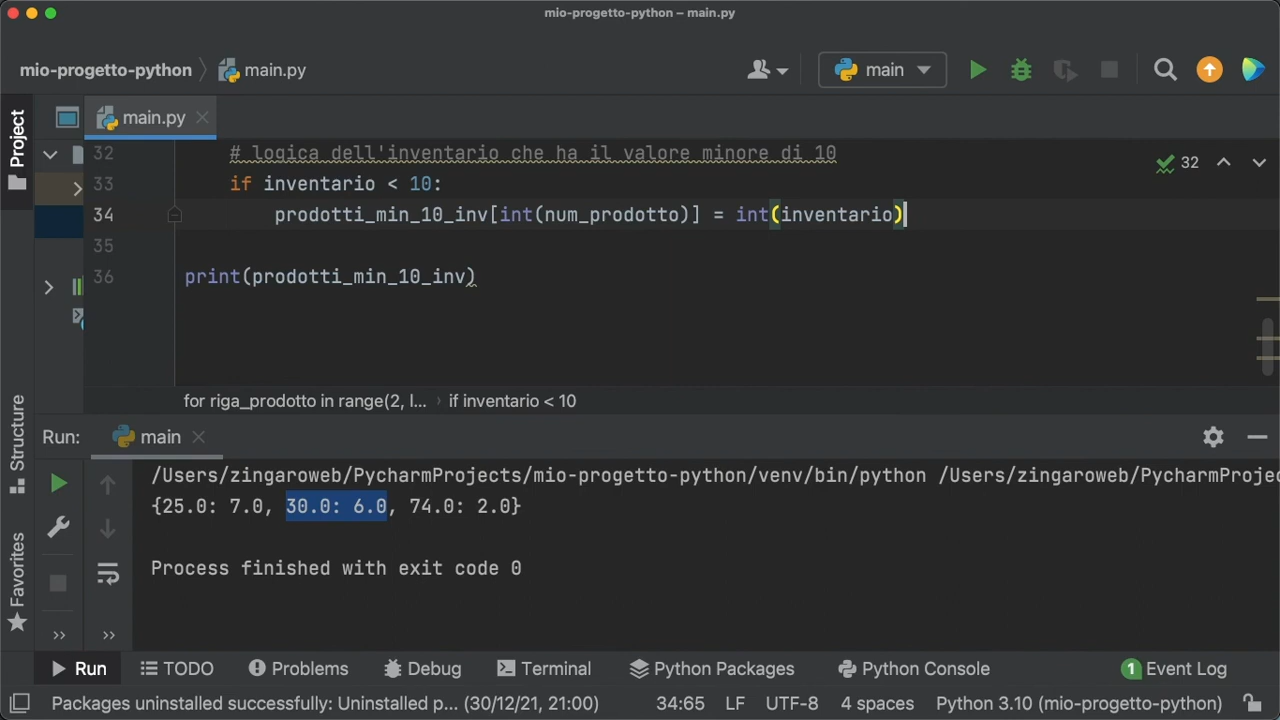 mio-progetto-python – main.py
mio-progetto-python
main.py
main
Project
main.py
32 # logica dell'inventario che ha il valore minore di 10
32
33 if inventario < 10:
34 prodotti_min_10_inv[int(num_prodotto)] = int(inventario)
35
36 print(prodotti_min_10_inv)
for riga_prodotto in range(2, l... › if inventario < 10
Structure
Favorites
Run: main
/Users/zingaroweb/PycharmProjects/mio-progetto-python/venv/bin/python /Users/zingaroweb/PycharmProje
{25.0: 7.0, 30.0: 6.0, 74.0: 2.0}
Process finished with exit code 0
Run TODO Problems Debug Terminal Python Packages Python Console 1 Event Log
Packages uninstalled successfully: Uninstalled p... (30/12/21, 21:00) 34:65 LF UTF-8 4 spaces Python 3.10 (mio-progetto-python)